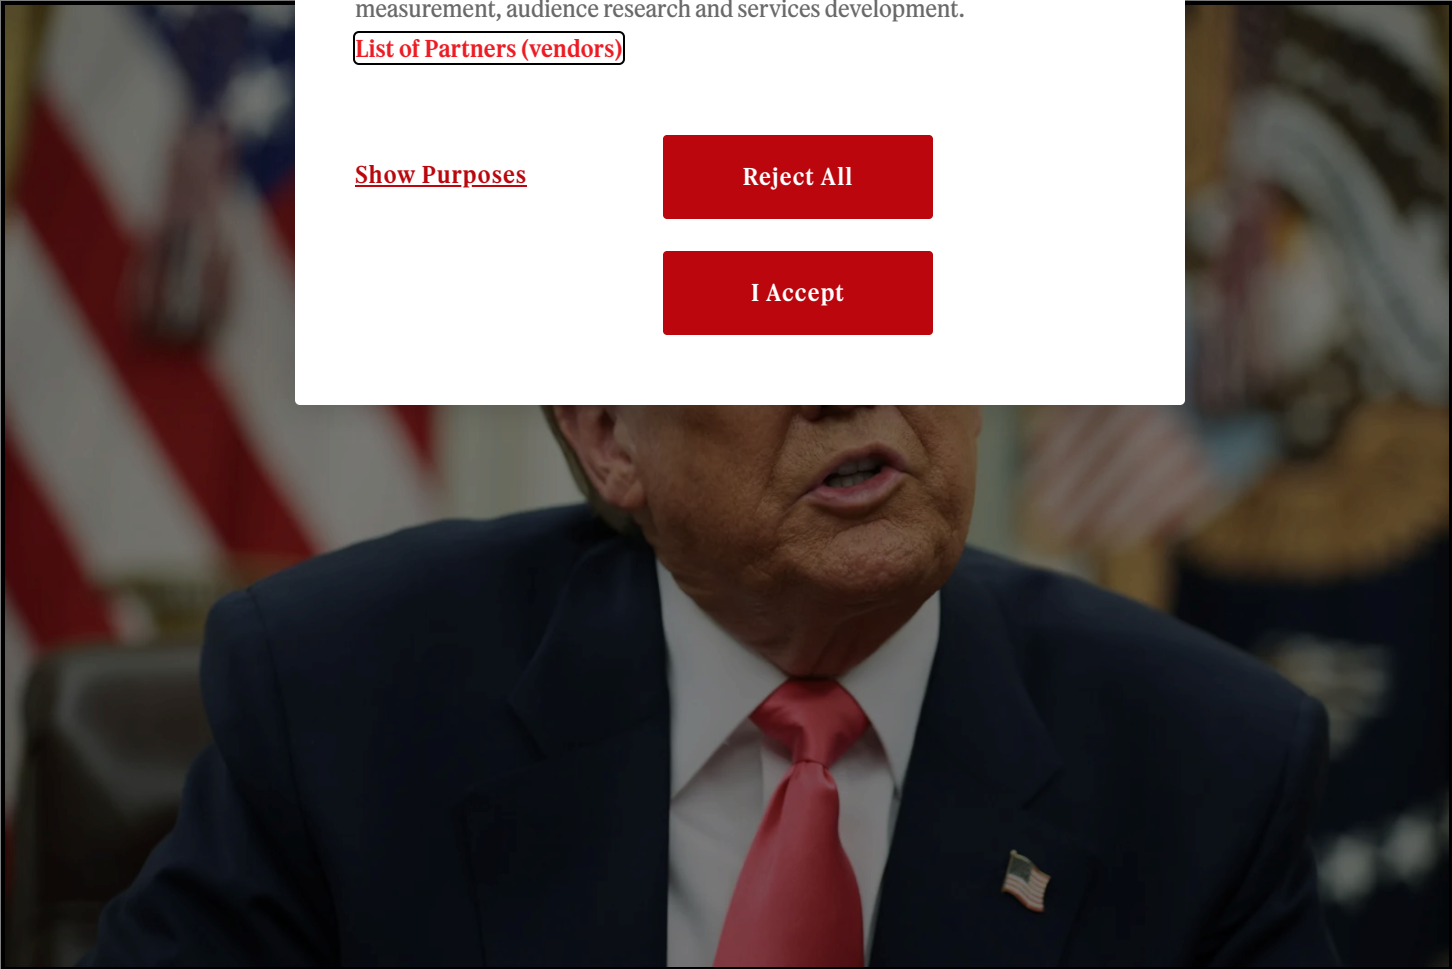 measurement, audience research and services development.
List of Partners (vendors)
Show Purposes
Reject All
I Accept